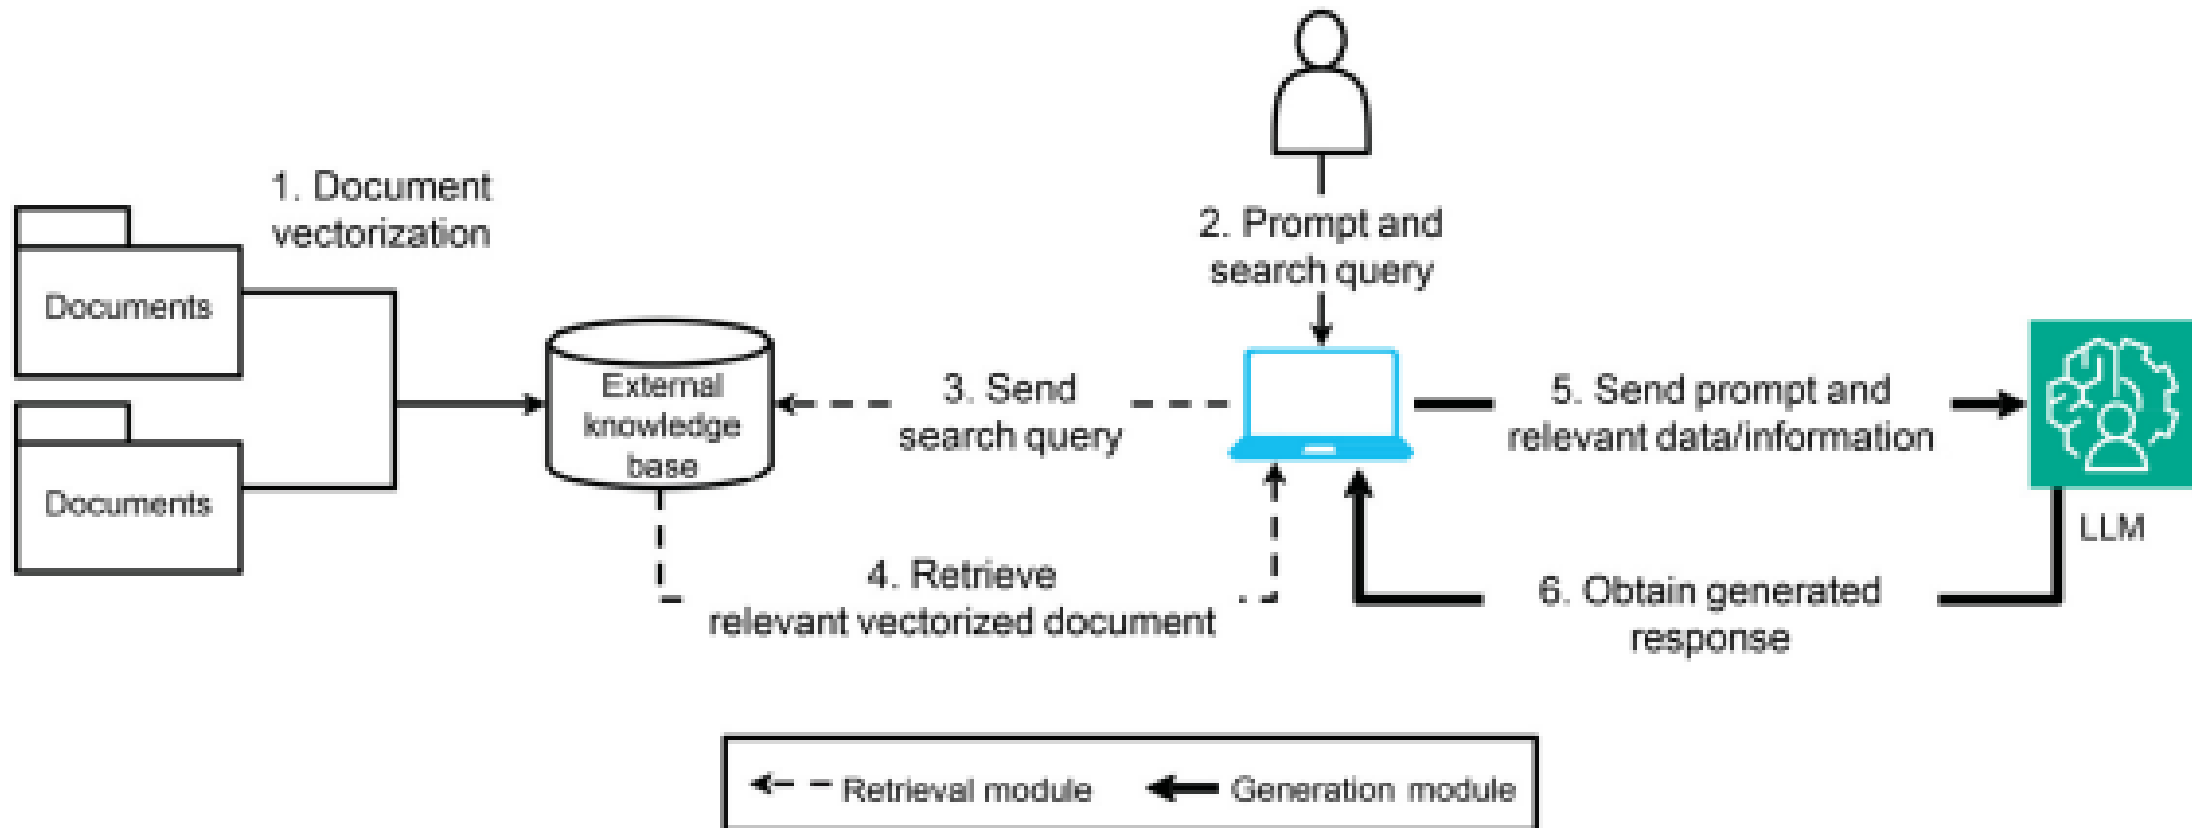 1. Document
vectorization
Documents
Documents
External
knowledge
base
2. Prompt and
search query
3. Send
search query
4. Retrieve
relevant vectorized document
5. Send prompt and
relevant data/information
LLM
6. Obtain generated
response
Retrieval module
Generation module